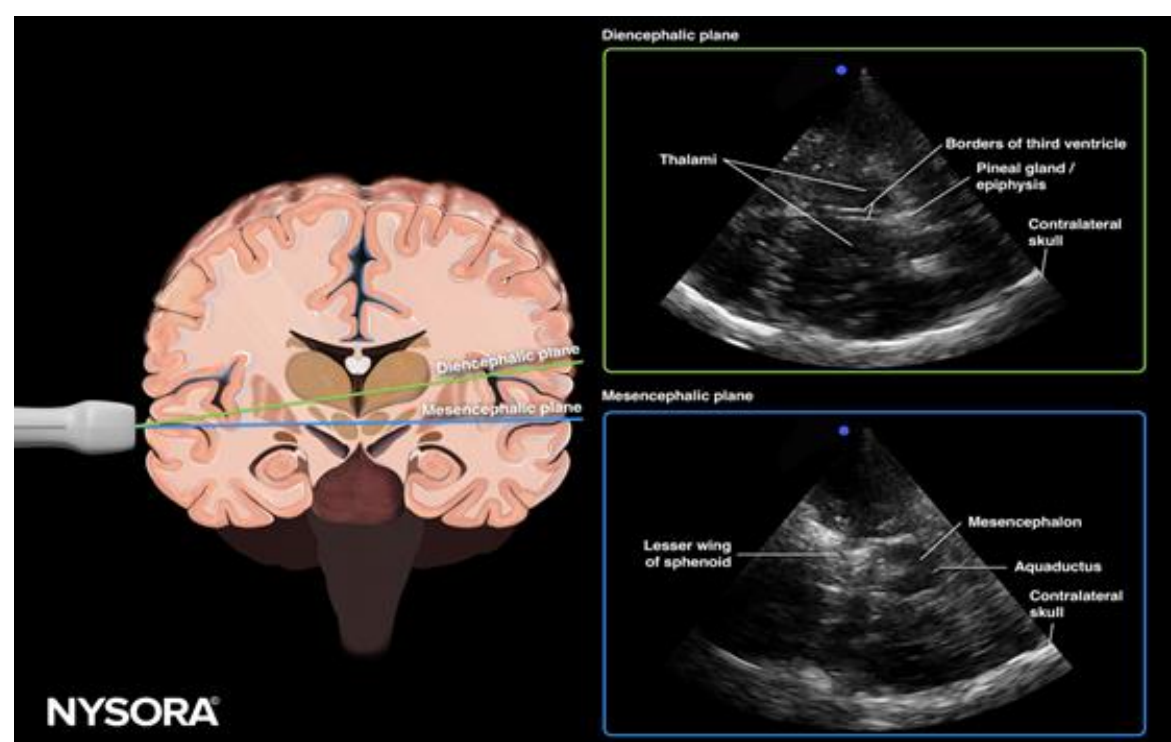 Diencephalic plane
Thalami
Borders of third ventricle
Pineal gland /
epiphysis
Contralateral
skull
Diencephalic plane
Mesencephalic plane
Mesencephalic plane
Mesencephalon
Lesser wing
of sphenoid
Aquaductus
Contralateral
skull
NYSORA®